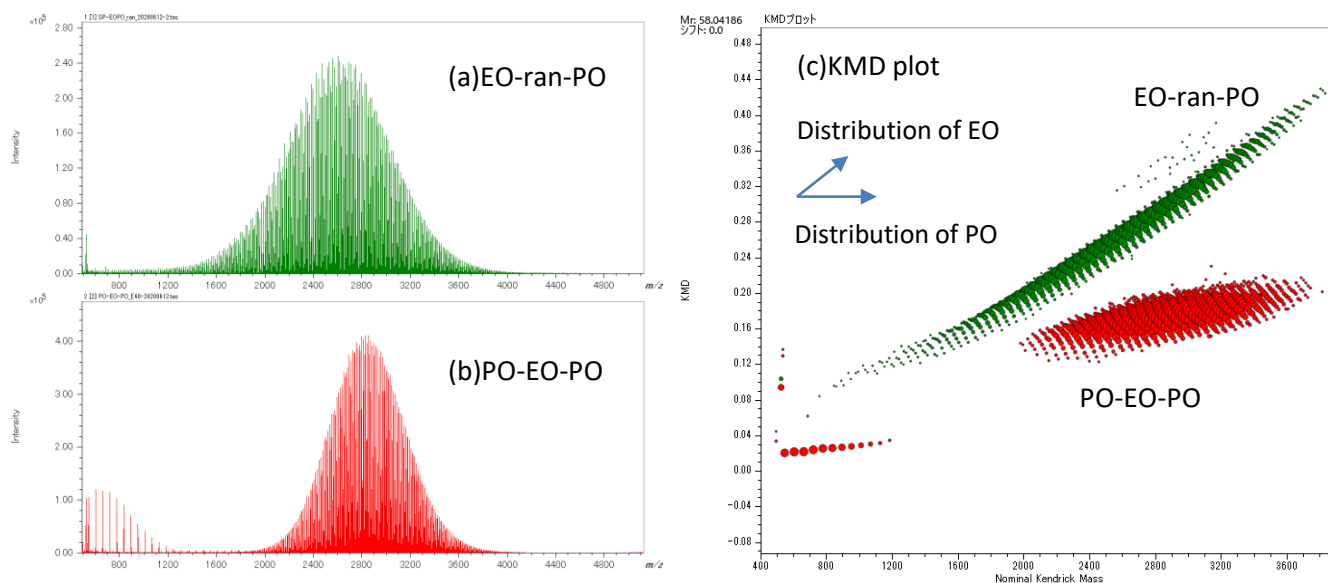 1 [1] SP-EOPO_ran_20200612-2.tas
×10⁵
2.80
2.40
2.00
1.60
1.20
0.80
0.40
0.00
Intensity
(a)EO-ran-PO
800 1200 1600 2000 2400 2800 3200 3600 4000 4400 4800 m/z
2 [2] PO-EO-PO_E40-20200612.tas
×10⁵
4.00
3.00
2.00
1.00
0.00
Intensity
(b)PO-EO-PO
800 1200 1600 2000 2400 2800 3200 3600 4000 4400 4800 m/z
Mr: 58.04186 KMDプロット
シフト: 0.0
0.48
0.44
0.40
0.36
0.32
0.28
0.24
0.20
0.16
0.12
0.08
0.04
0.00
-0.04
-0.08
KMD
(c)KMD plot
EO-ran-PO
Distribution of EO
Distribution of PO
PO-EO-PO
400 800 1200 1600 2000 2400 2800 3200 3600
Nominal Kendrick Mass